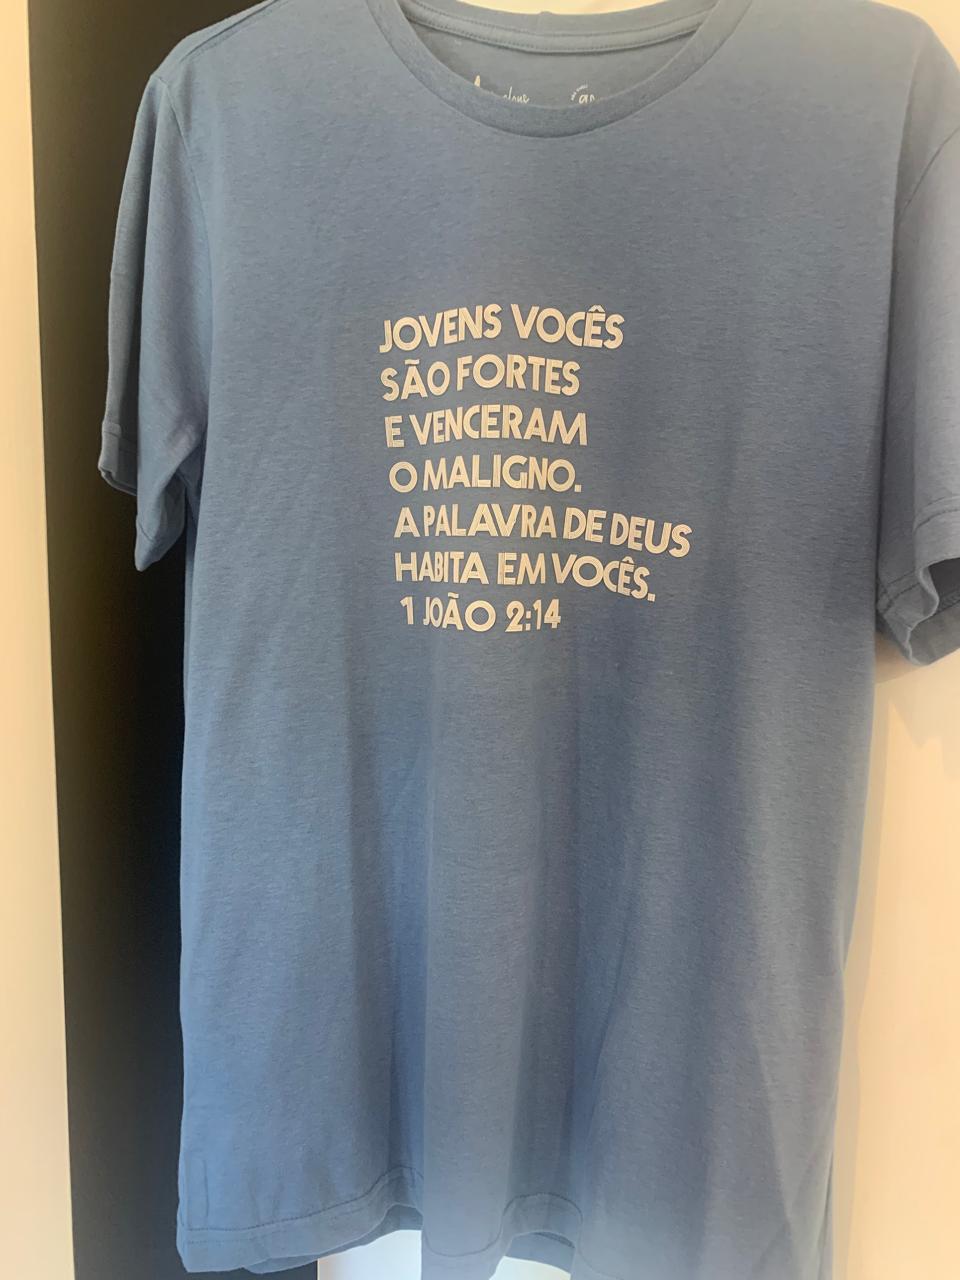 JOVENS VOCÊS
SÃO FORTES
E VENCERAM
O MALIGNO.
A PALAVRA DE DEUS
HABITA EM VOCÊS.
1 JOÃO 2:14